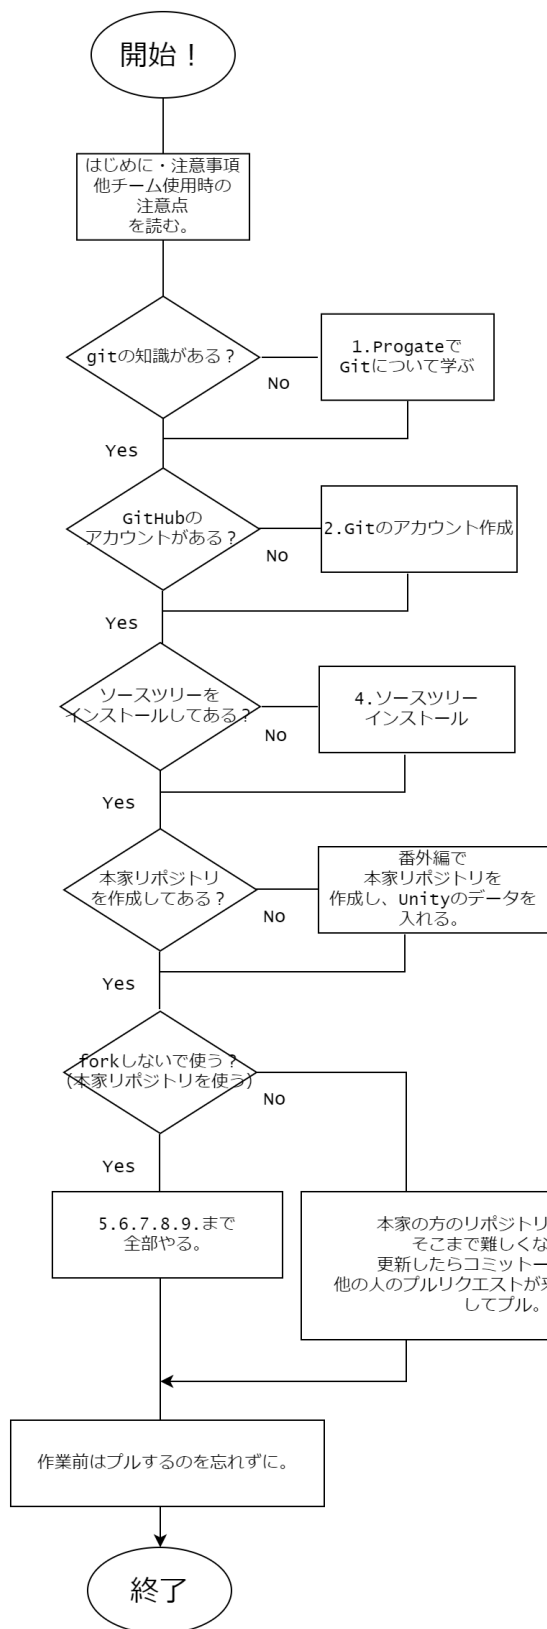 開始！
はじめに・注意事項
他チーム使用時の
注意点
を読む。
gitの知識がある？
No
1.Progateで
Gitについて学ぶ
Yes
GitHubの
アカウントがある？
No
2.Gitのアカウント作成
Yes
ソースツリーを
インストールしてある？
No
4.ソースツリー
インストール
Yes
本家リポジトリ
を作成してある？
No
番外編で
本家リポジトリを
作成し、Unityのデータを
入れる。
Yes
forkしないで使う？
（本家リポジトリを使う）
No
Yes
5.6.7.8.9.まで
全部やる。
本家の方のリポジトリ
そこまで難しくな
更新したらコミットー
他の人のプルリクエストが
してプル。
作業前はプルするのを忘れずに。
終了